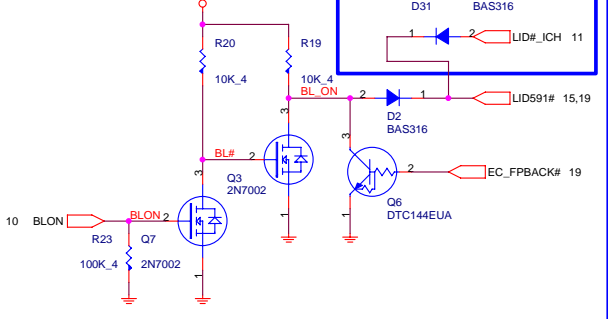 D31 BAS316
1 2 LID#_ICH 11
R20 R19
10K_4 10K_4
BL_ON 2 1 LID591# 15,19
3 D2
BAS316
3
BL# 2
2 EC_FPBACK# 19
Q3
2N7002
3 1 1 Q6
DTC144EUA
10 BLON BLON 2
R23 Q7
100K_4 2N7002
1